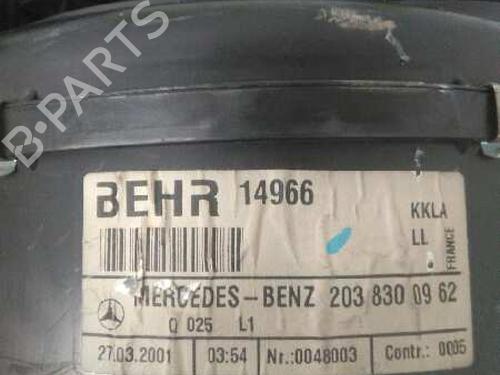 B-PARTS
BEHR 14966
KKLA
LL
FRANCE
MERCEDES-BENZ 203 830 09 62
Q 025 L1
27.03.2001 03:54 Nr.:0048003 Contr.: 0005